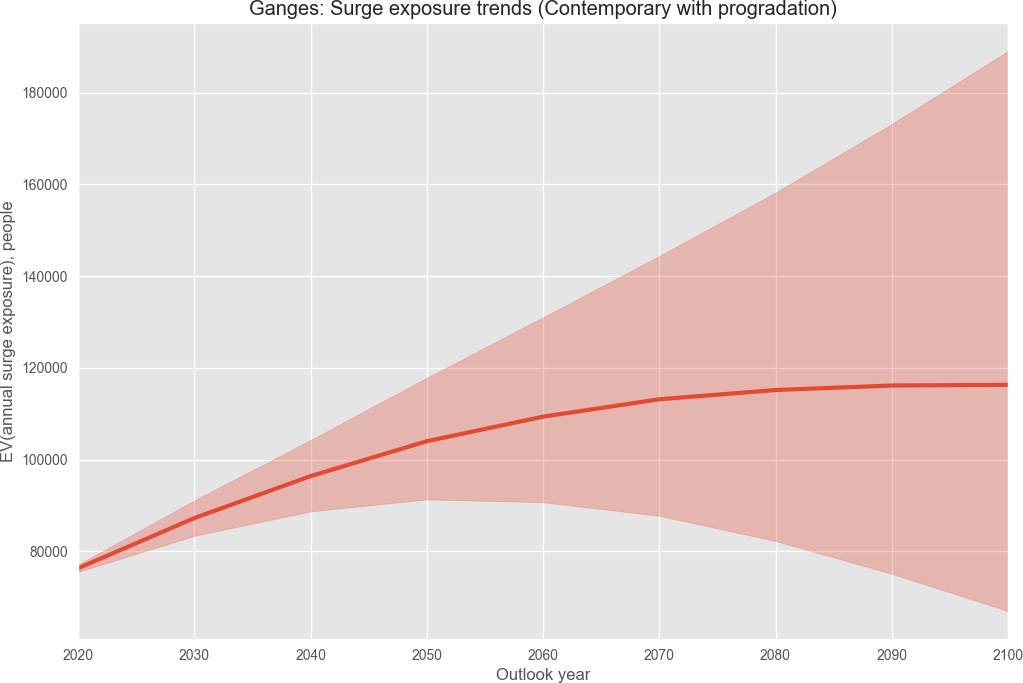 Ganges: Surge exposure trends (Contemporary with progradation)
EV(annual surge exposure), people
180000
160000
140000
120000
100000
80000
2020 2030 2040 2050 2060 2070 2080 2090 2100
Outlook year